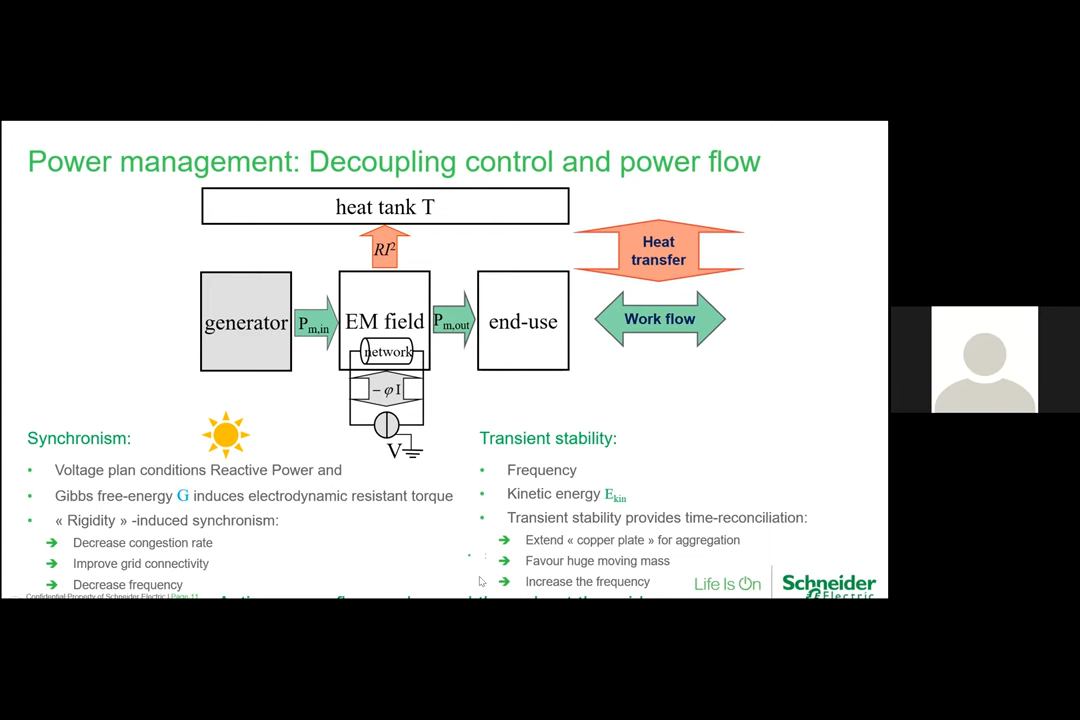 Power management: Decoupling control and power flow
heat tank T
RI²
Heat
transfer
generator
Pm,in
EM field
Pm,out
end-use
Work flow
network
– φ I
V
Synchronism:
• Voltage plan conditions Reactive Power and
• Gibbs free-energy G induces electrodynamic resistant torque
• « Rigidity » -induced synchronism:
➔ Decrease congestion rate
➔ Improve grid connectivity
➔ Decrease frequency
Transient stability:
• Frequency
• Kinetic energy Ekin
• Transient stability provides time-reconciliation:
➔ Extend « copper plate » for aggregation
➔ Favour huge moving mass
➔ Increase the frequency
Confidential Property of Schneider Electric | Page 11
Life Is On
Schneider
Electric